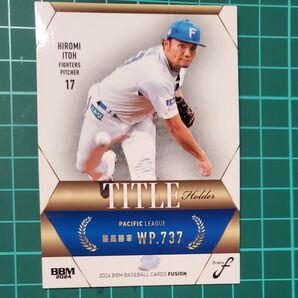 HIROMI
ITOH
FIGHTERS
PITCHER
17
F
TITLE
Holder
PACIFIC LEAGUE
最高勝率 WP.737
BBM
2024
2024 BBM BASEBALL CARDS FUSION
FUSION
f